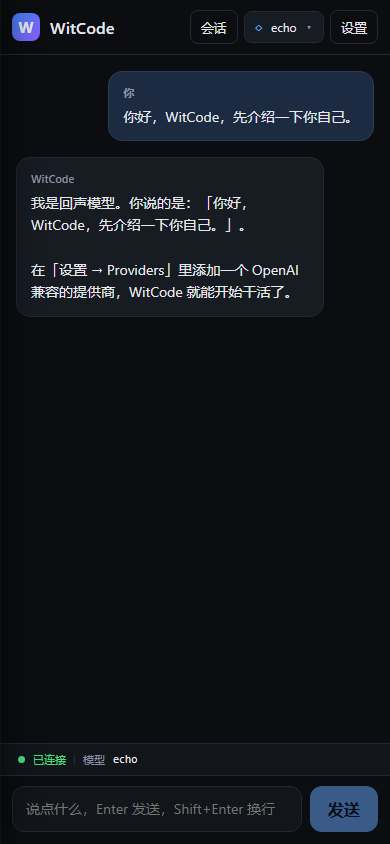 W WitCode 会话 echo 设置
你
你好，WitCode，先介绍一下你自己。
WitCode
我是回声模型。你说的是：「你好，
WitCode，先介绍一下你自己。」。
在「设置 → Providers」里添加一个 OpenAI
兼容的提供商，WitCode 就能开始干活了。
已连接 模型 echo
说点什么，Enter 发送，Shift+Enter 换行 发送